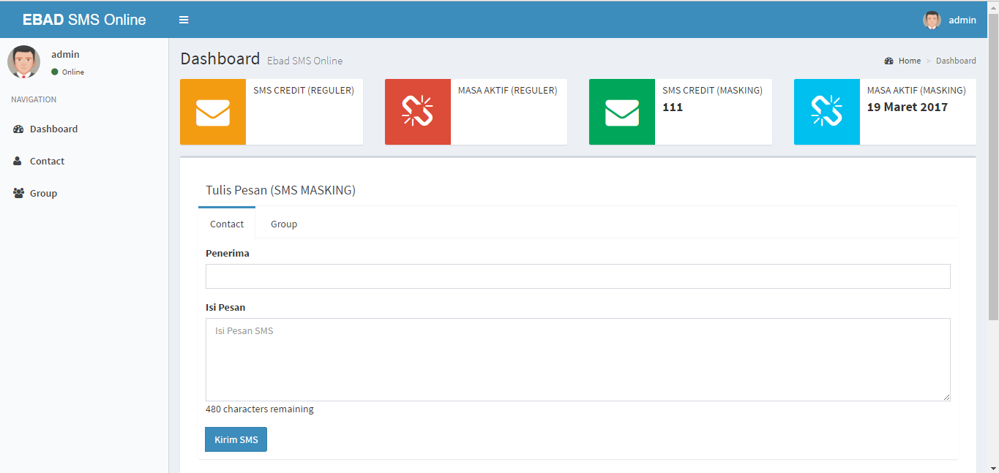 EBAD SMS Online
admin
admin
Online
NAVIGATION
Dashboard
Contact
Group
Dashboard Ebad SMS Online
Home > Dashboard
SMS CREDIT (REGULER)
MASA AKTIF (REGULER)
SMS CREDIT (MASKING)
111
MASA AKTIF (MASKING)
19 Maret 2017
Tulis Pesan (SMS MASKING)
Contact Group
Penerima
Isi Pesan
Isi Pesan SMS
480 characters remaining
Kirim SMS